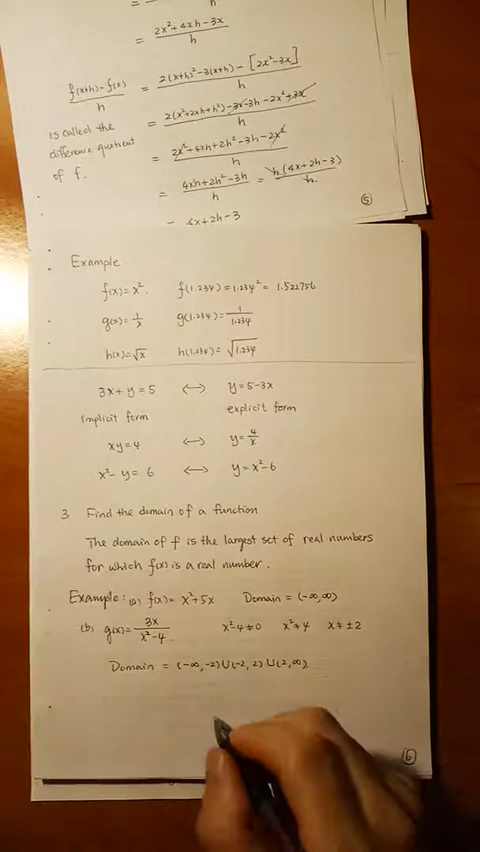 = 2x²+4xh-3x / h
f(x+h)-f(x) / h = 2(x+h)²-3(x+h) - [2x²-3x] / h
is called the difference quotient of f.
= 2(x²+2xh+h²) -3x-3h -2x²+3x / h
= 2x²+4xh+2h²-3h-2x² / h
= 4xh+2h²-3h / h = h(4x+2h-3) / h
= 4x+2h-3
5
Example:
f(x)=x². f(1.234)=1.234²= 1.522756
g(x)=1/x g(1.234)=1/1.234
h(x)=√x h(1.234)=√1.234
3x+y=5 ⟷ y=5-3x
implicit form explicit form
xy=4 ⟷ y=4/x
x²-y=6 ⟷ y=x²-6
3 Find the domain of a function
The domain of f is the largest set of real numbers
for which f(x) is a real number.
Example: (a) f(x)= x²+5x Domain = (-∞,∞)
(b) g(x)= 3x / x²-4. x²-4≠0 x²≠4 x≠±2
Domain = (-∞,-2)∪(-2,2)∪(2,∞)
6